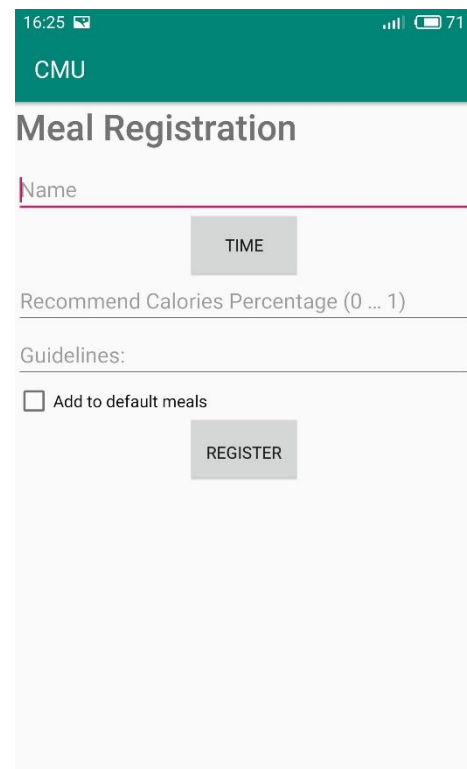 16:25 71
CMU
Meal Registration
Name
TIME
Recommend Calories Percentage (0 ... 1)
Guidelines:
Add to default meals
REGISTER